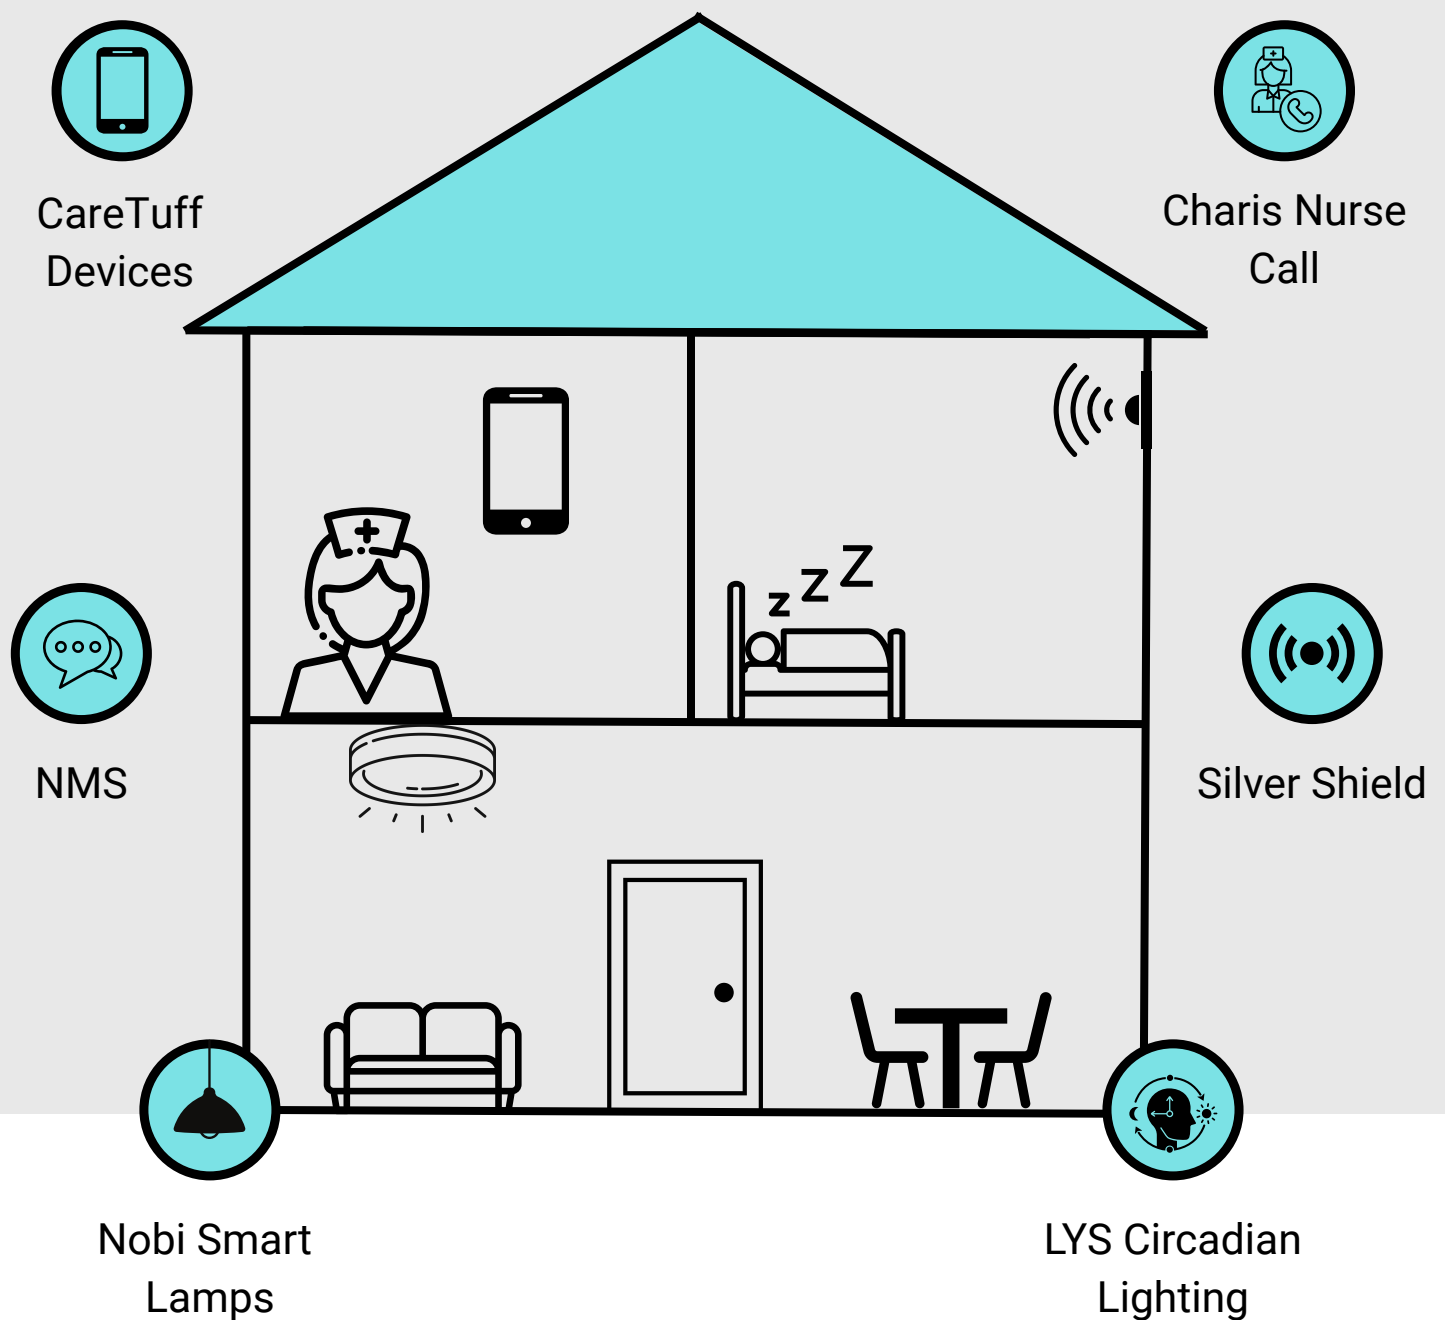 CareTuff
Devices
Charis Nurse
Call
z z Z
NMS
Silver Shield
Nobi Smart
Lamps
LYS Circadian
Lighting